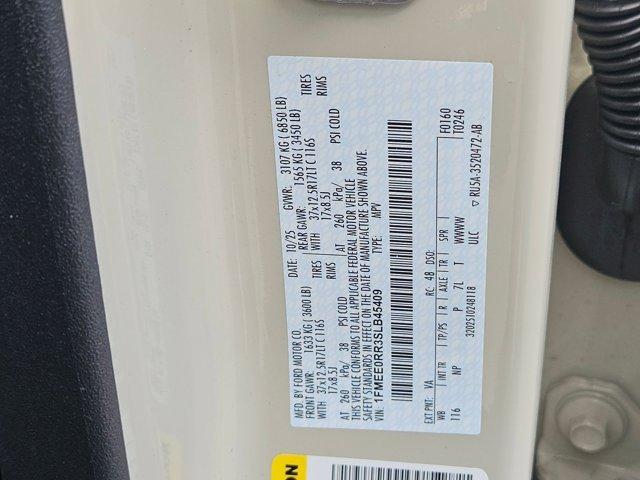 MFD. BY FORD MOTOR CO.
DATE: 10/25
GVWR: 3107 KG ( 6850 LB)
FRONT GAWR: 1633 KG ( 3600 LB)
REAR GAWR: 1565 KG ( 3450 LB)
WITH 37x12.5R17LT C 116S TIRES
WITH 37x12.5R17LT C 116S TIRES
17x8.5J RIMS
17x8.5J RIMS
AT 260 kPa/ 38 PSI COLD
AT 260 kPa/ 38 PSI COLD
THIS VEHICLE CONFORMS TO ALL APPLICABLE FEDERAL MOTOR VEHICLE
SAFETY STANDARDS IN EFFECT ON THE DATE OF MANUFACTURE SHOWN ABOVE.
VIN: 1FMEE0RR3SLB45409
TYPE: MPV
EXT PNT: VA RC: 48 DSO: F0160
WB INT TR TP/PS R AXLE TR SPR T0246
116 NP P 7L T WWWW
ULC
3202510248118 RU5A-3520472-AB
ON